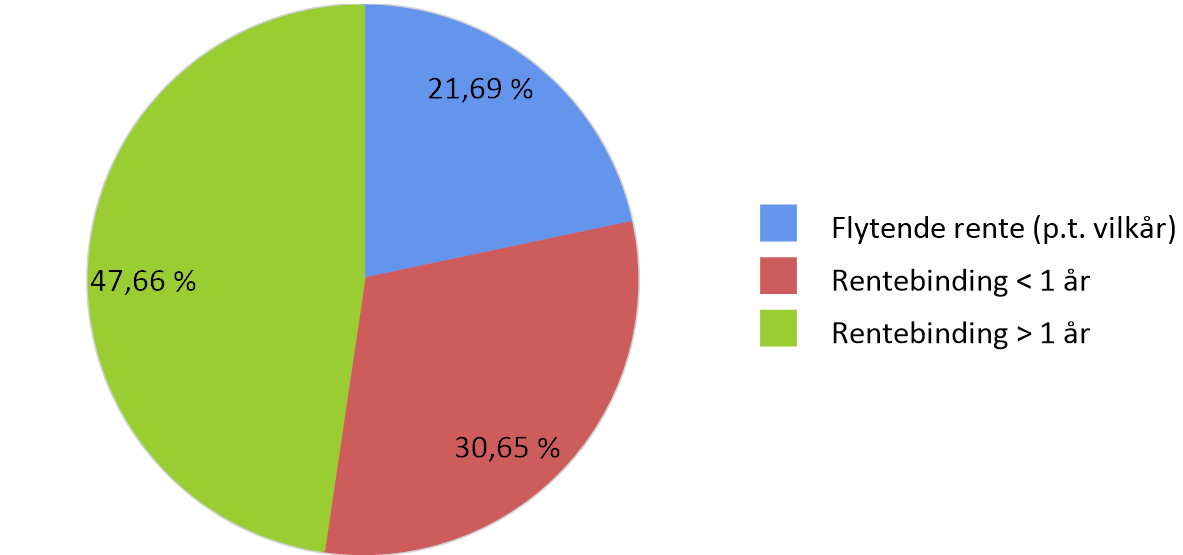 21,69 %
47,66 %
30,65 %
Flytende rente (p.t. vilkår)
Rentebinding < 1 år
Rentebinding > 1 år